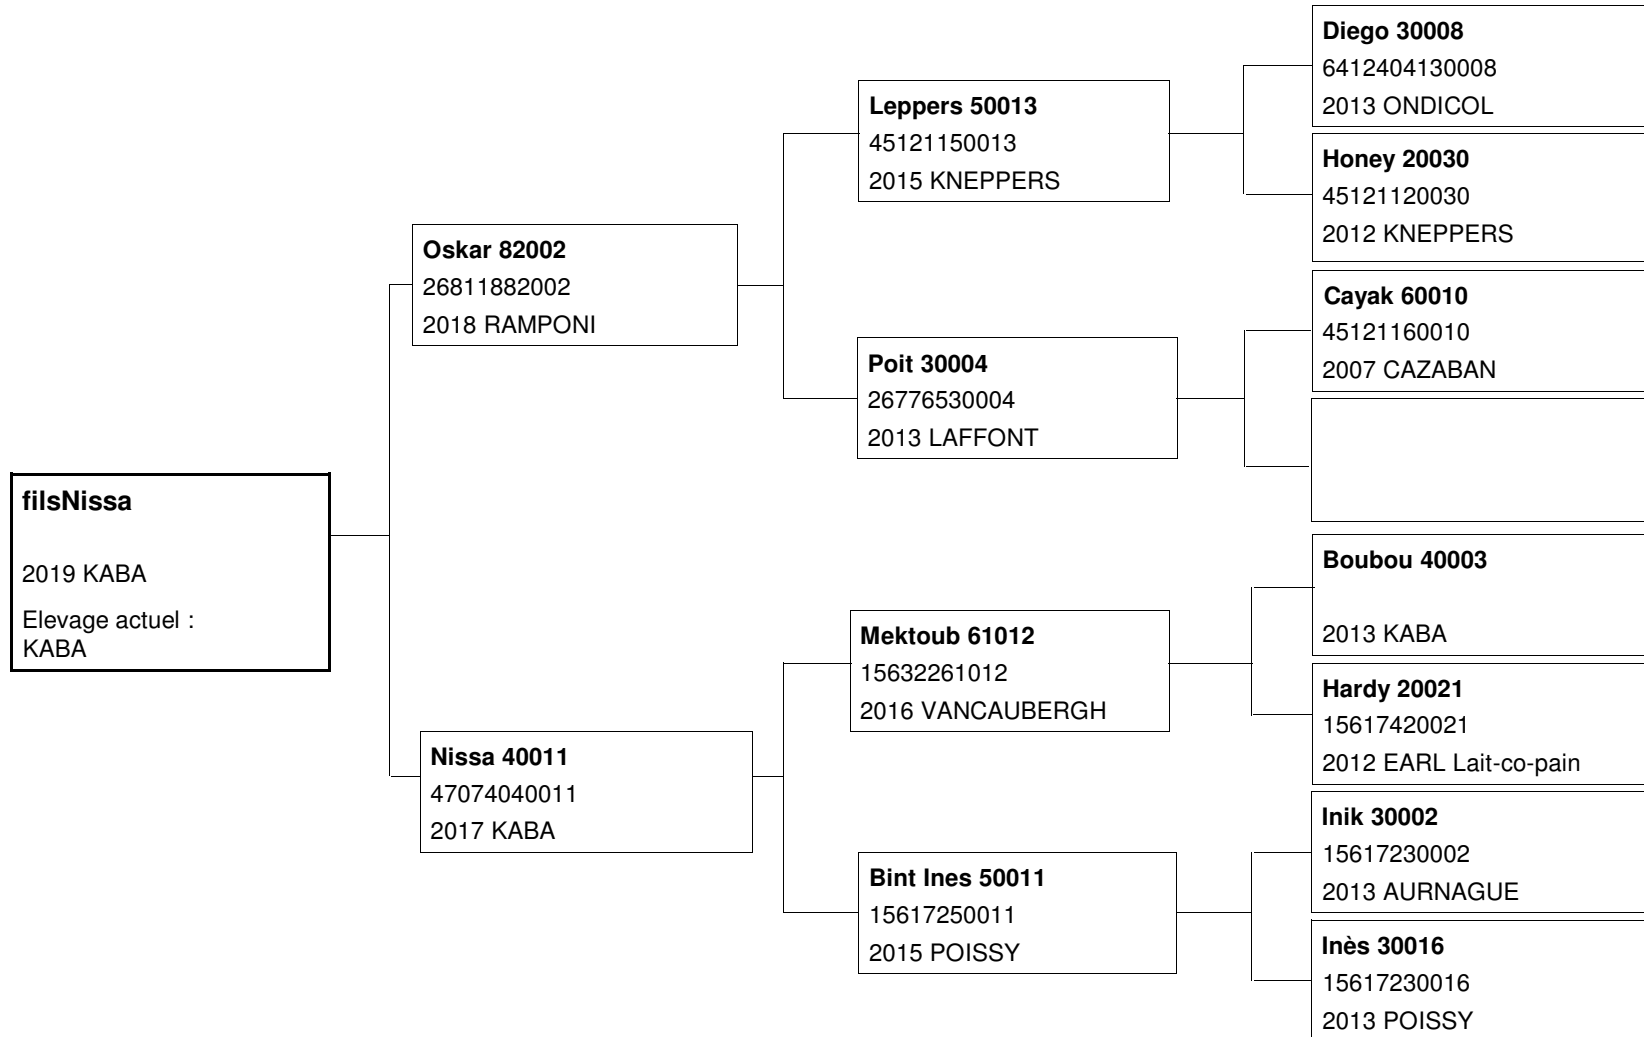 filsNissa
2019 KABA
Elevage actuel :
KABA
Oskar 82002
26811882002
2018 RAMPONI
Nissa 40011
47074040011
2017 KABA
Leppers 50013
45121150013
2015 KNEPPERS
Poit 30004
26776530004
2013 LAFFONT
Mektoub 61012
15632261012
2016 VANCAUBERGH
Bint Ines 50011
15617250011
2015 POISSY
Diego 30008
6412404130008
2013 ONDICOL
Honey 20030
45121120030
2012 KNEPPERS
Cayak 60010
45121160010
2007 CAZABAN
Boubou 40003
2013 KABA
Hardy 20021
15617420021
2012 EARL Lait-co-pain
Inik 30002
15617230002
2013 AURNAGUE
Inès 30016
15617230016
2013 POISSY